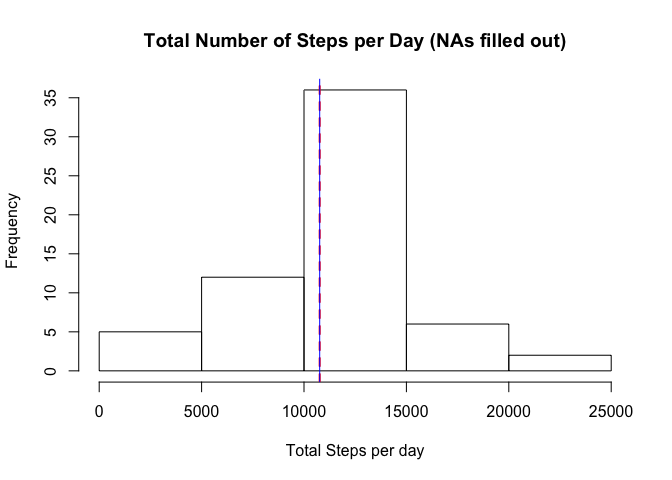 Total Number of Steps per Day (NAs filled out)
Frequency
35
30
25
20
15
10
5
0
0 5000 10000 15000 20000 25000
Total Steps per day